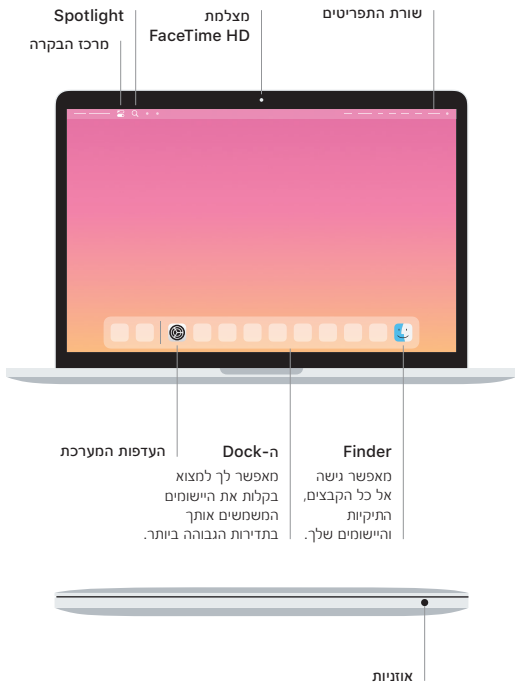 שורת התפריטים
מצלמת
FaceTime HD
Spotlight
מרכז הבקרה
Finder
מאפשר גישה
אל כל הקבצים,
התיקיות
והיישומים שלך.
ה-Dock
מאפשר לך למצוא
בקלות את היישומים
המשמשים אותך
בתדירות הגבוהה ביותר.
העדפות המערכת
אוזניות